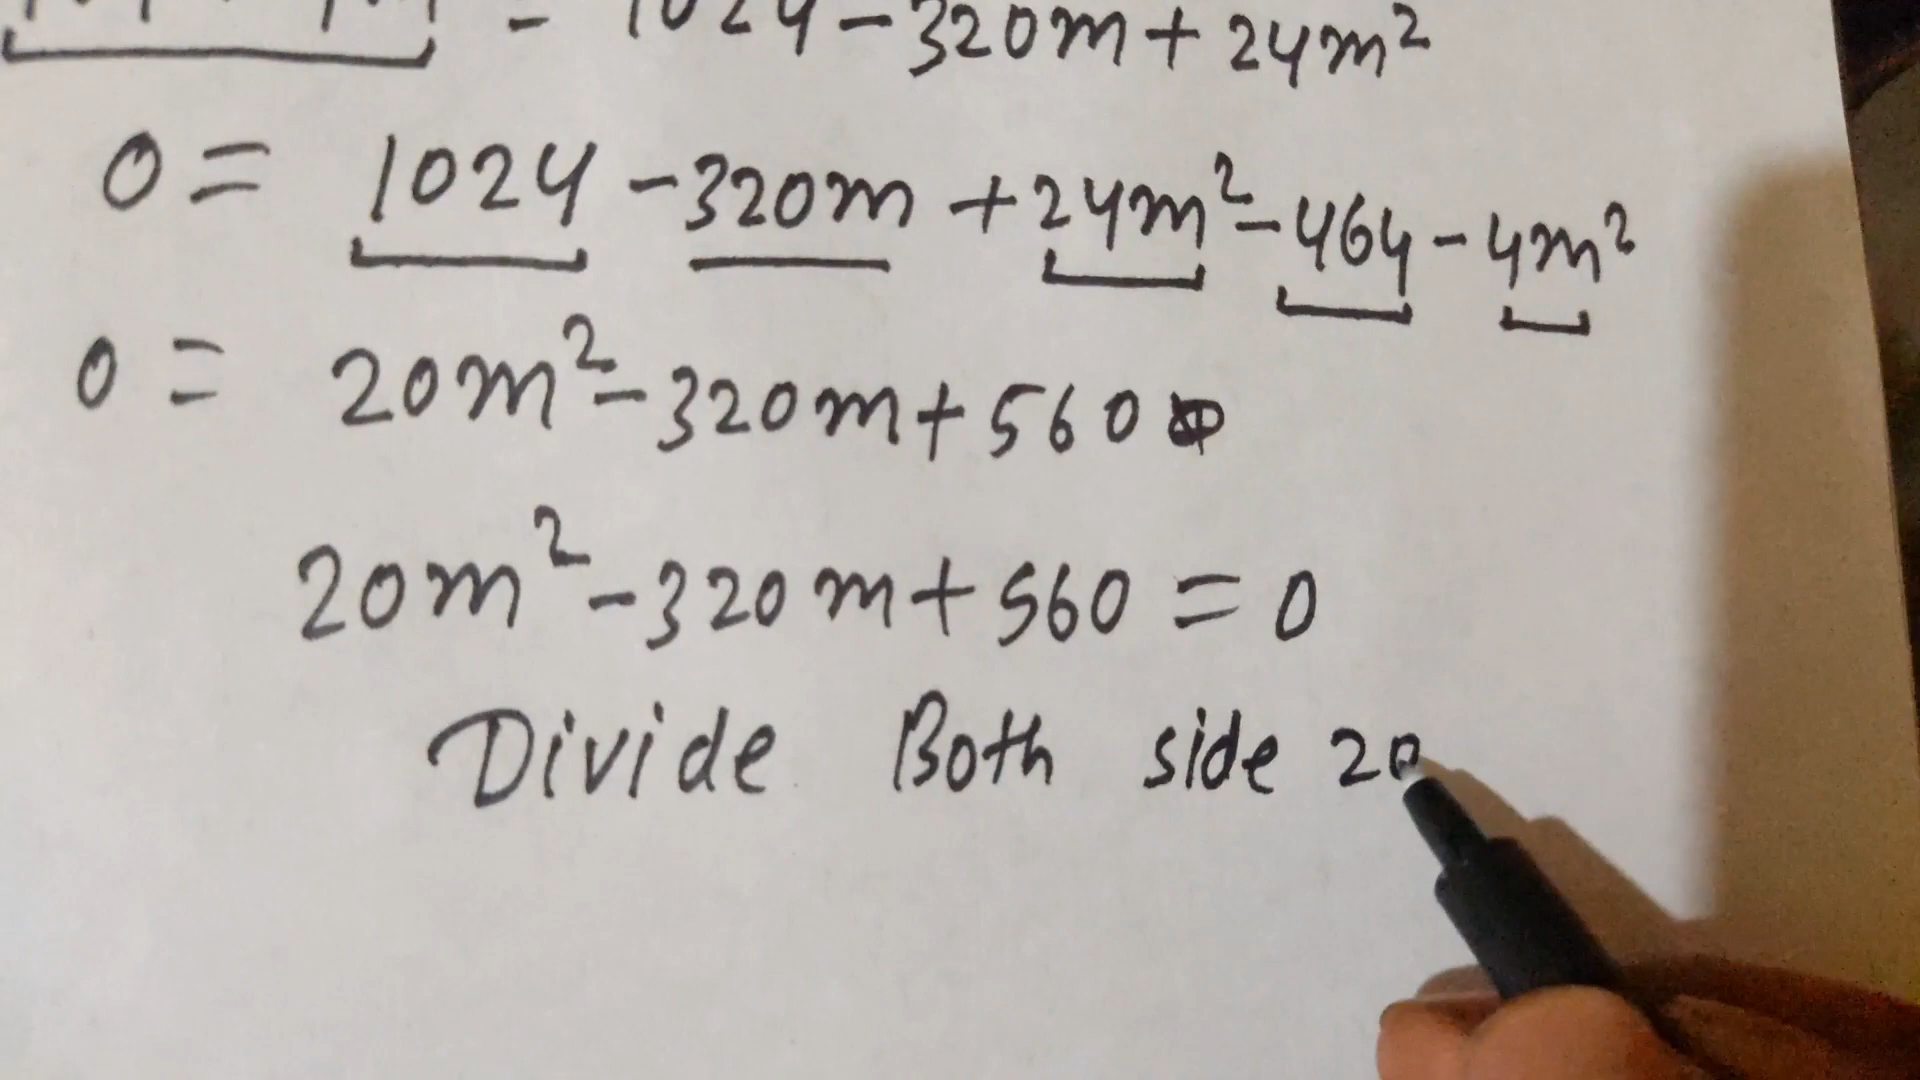 = 1024 - 320m + 24m²
0 = 1024 - 320m + 24m² - 464 - 4m²
0 = 20m² - 320m + 560
20m² - 320m + 560 = 0
Divide Both side 20